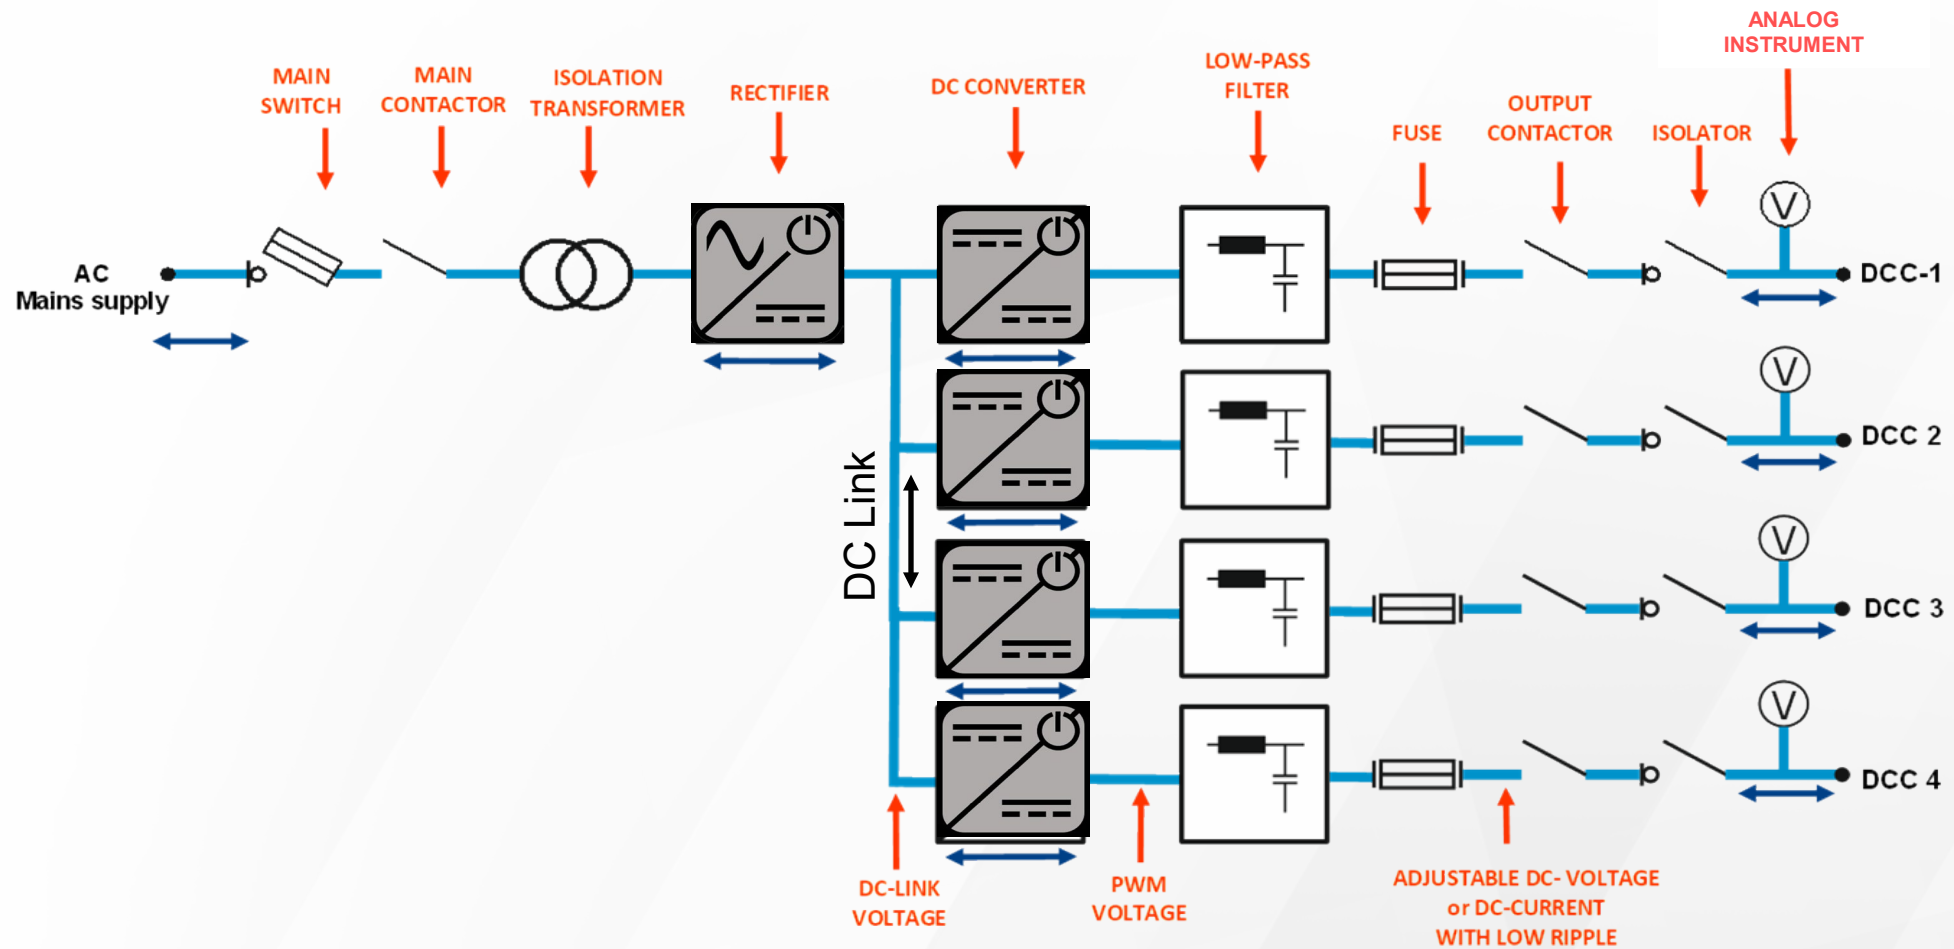 ANALOG
INSTRUMENT
MAIN
SWITCH
MAIN
CONTACTOR
ISOLATION
TRANSFORMER
RECTIFIER
DC CONVERTER
LOW-PASS
FILTER
FUSE
OUTPUT
CONTACTOR
ISOLATOR
V
AC
Mains supply
DCC-1
V
DCC 2
DC Link
V
DCC 3
V
DCC 4
DC-LINK
VOLTAGE
PWM
VOLTAGE
ADJUSTABLE DC- VOLTAGE
or DC-CURRENT
WITH LOW RIPPLE